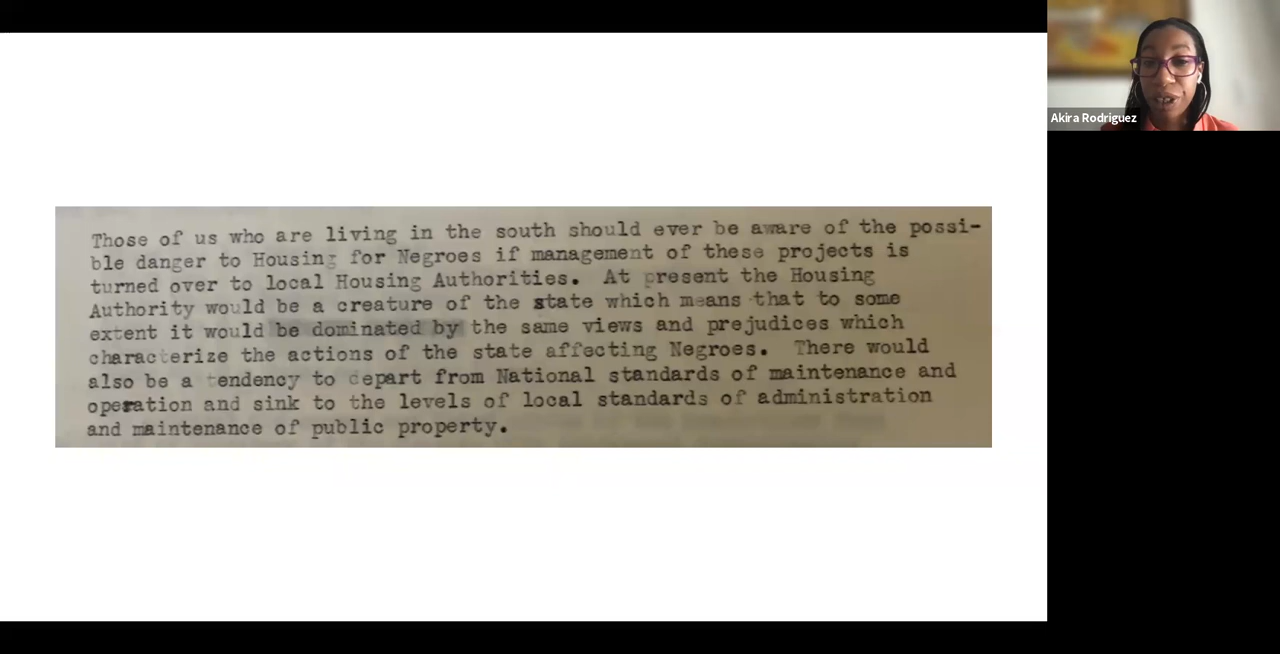 Those of us who are living in the south should ever be aware of the possi-
ble danger to Housing for Negroes if management of these projects is
turned over to local Housing Authorities. At present the Housing
Authority would be a creature of the state which means that to some
extent it would be dominated by the same views and prejudices which
characterize the actions of the state affecting Negroes. There would
also be a tendency to depart from National standards of maintenance and
operation and sink to the levels of local standards of administration
and maintenance of public property.
Akira Rodriguez